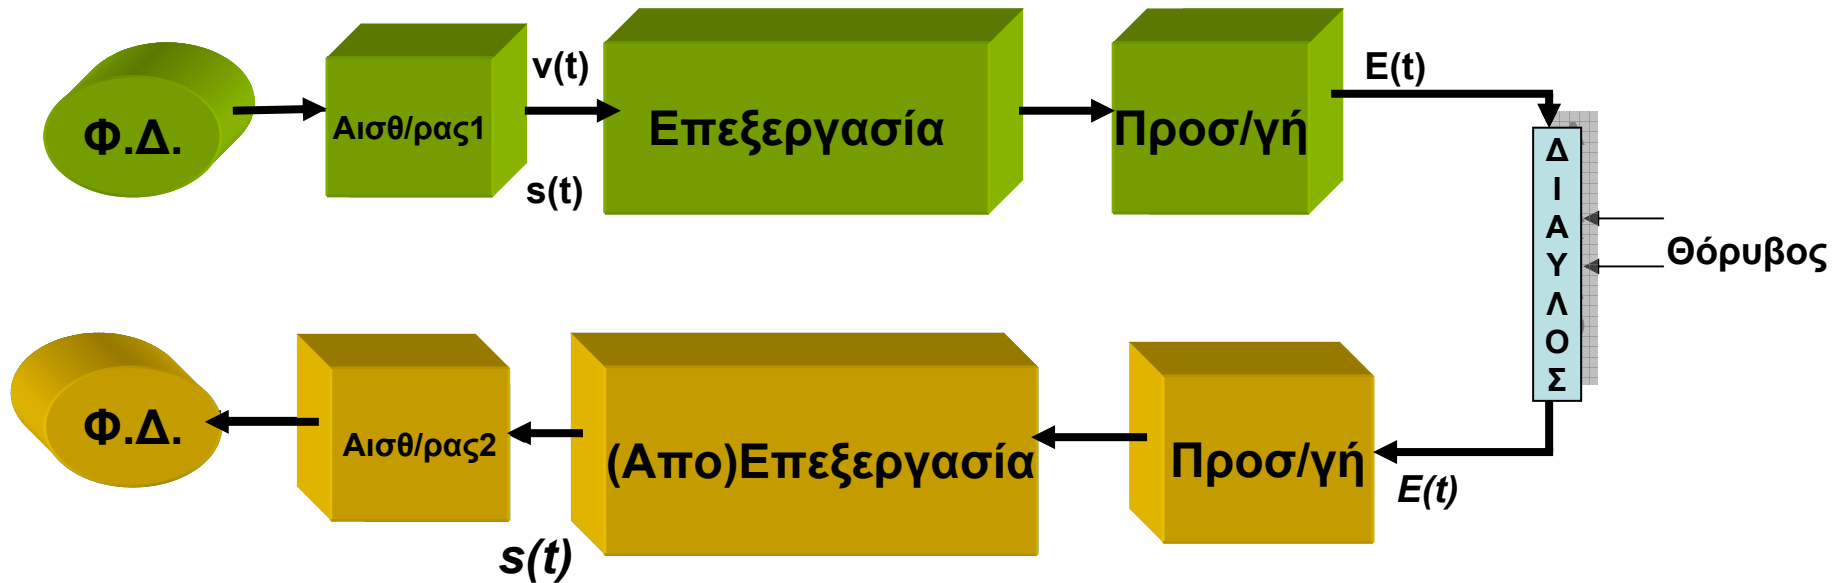 Φ.Δ.
Αισθ/ρας1
v(t)
s(t)
Επεξεργασία
Προσ/γή
E(t)
Δ
Ι
Α
Υ
Λ
Ο
Σ
Θόρυβος
Φ.Δ.
Αισθ/ρας2
s(t)
(Απο)Επεξεργασία
Προσ/γή
E(t)